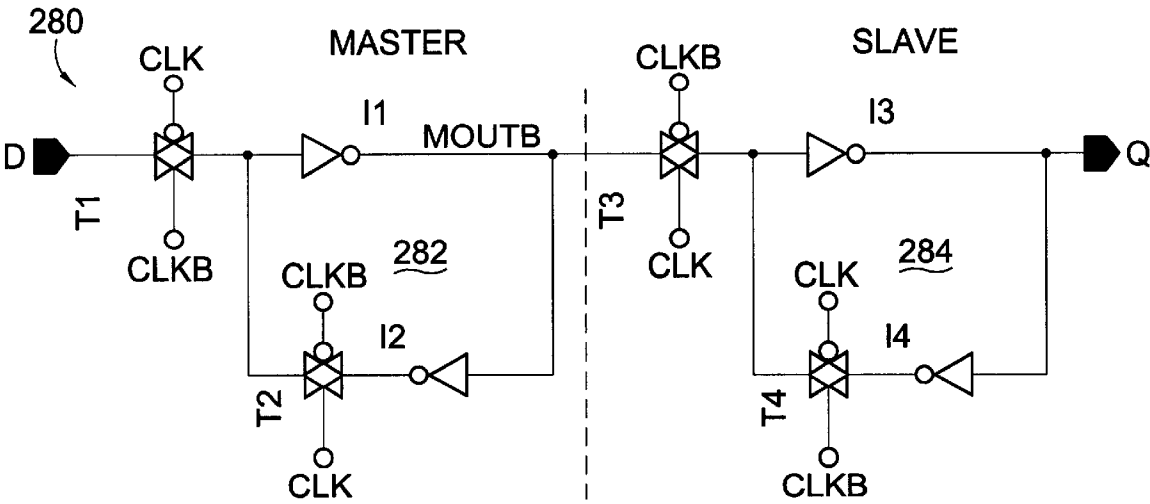 280
MASTER
SLAVE
CLK
CLKB
I1
I3
MOUTB
D
Q
T1
T3
CLKB
CLK
282
284
CLKB
CLK
I2
I4
T2
T4
CLK
CLKB